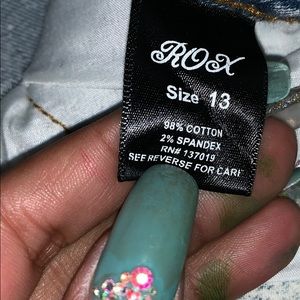 ROX
Size 13
98% COTTON
2% SPANDEX
RN# 137019
SEE REVERSE FOR CARE